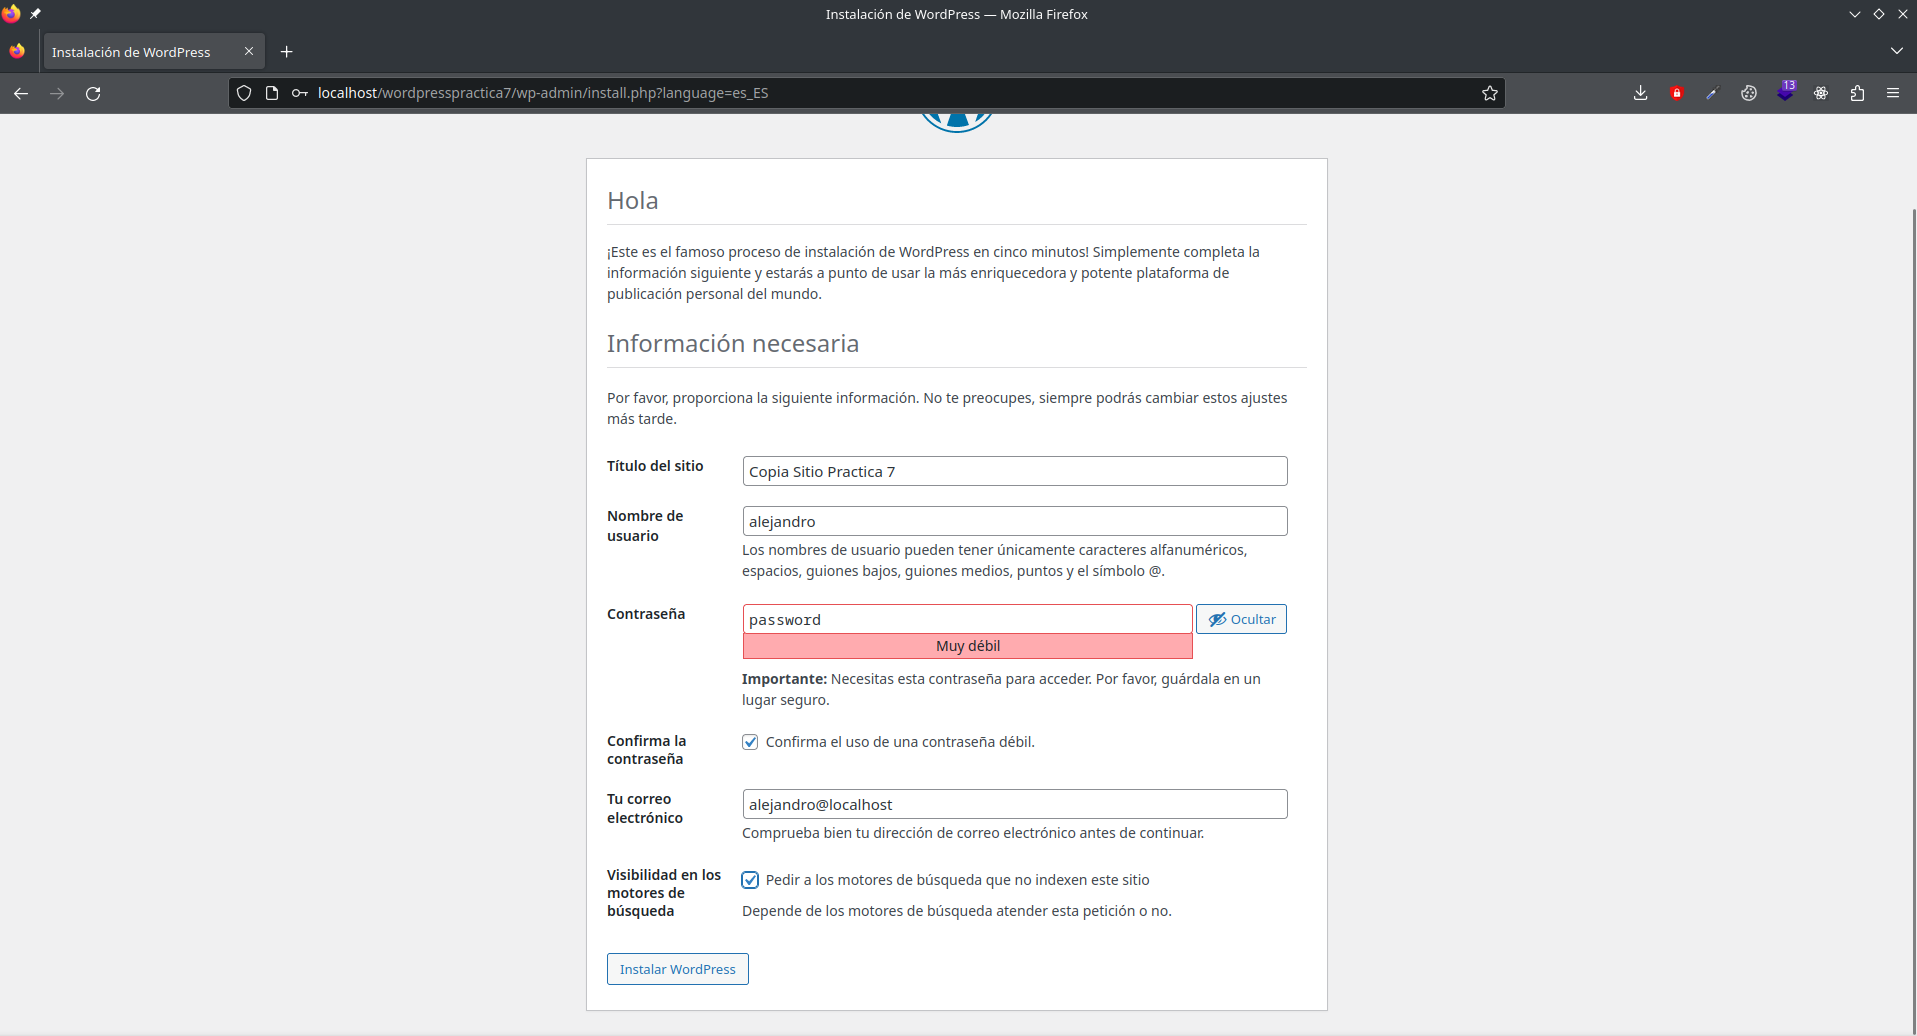 Instalación de WordPress — Mozilla Firefox
Instalación de WordPress
localhost/wordpresspractica7/wp-admin/install.php?language=es_ES
13
Hola
¡Este es el famoso proceso de instalación de WordPress en cinco minutos! Simplemente completa la
información siguiente y estarás a punto de usar la más enriquecedora y potente plataforma de
publicación personal del mundo.
Información necesaria
Por favor, proporciona la siguiente información. No te preocupes, siempre podrás cambiar estos ajustes
más tarde.
Título del sitio
Copia Sitio Practica 7
Nombre de
usuario
alejandro
Los nombres de usuario pueden tener únicamente caracteres alfanuméricos,
espacios, guiones bajos, guiones medios, puntos y el símbolo @.
Contraseña
password
Ocultar
Muy débil
Importante: Necesitas esta contraseña para acceder. Por favor, guárdala en un
lugar seguro.
Confirma la
contraseña
Confirma el uso de una contraseña débil.
Tu correo
electrónico
alejandro@localhost
Comprueba bien tu dirección de correo electrónico antes de continuar.
Visibilidad en los
motores de
búsqueda
Pedir a los motores de búsqueda que no indexen este sitio
Depende de los motores de búsqueda atender esta petición o no.
Instalar WordPress